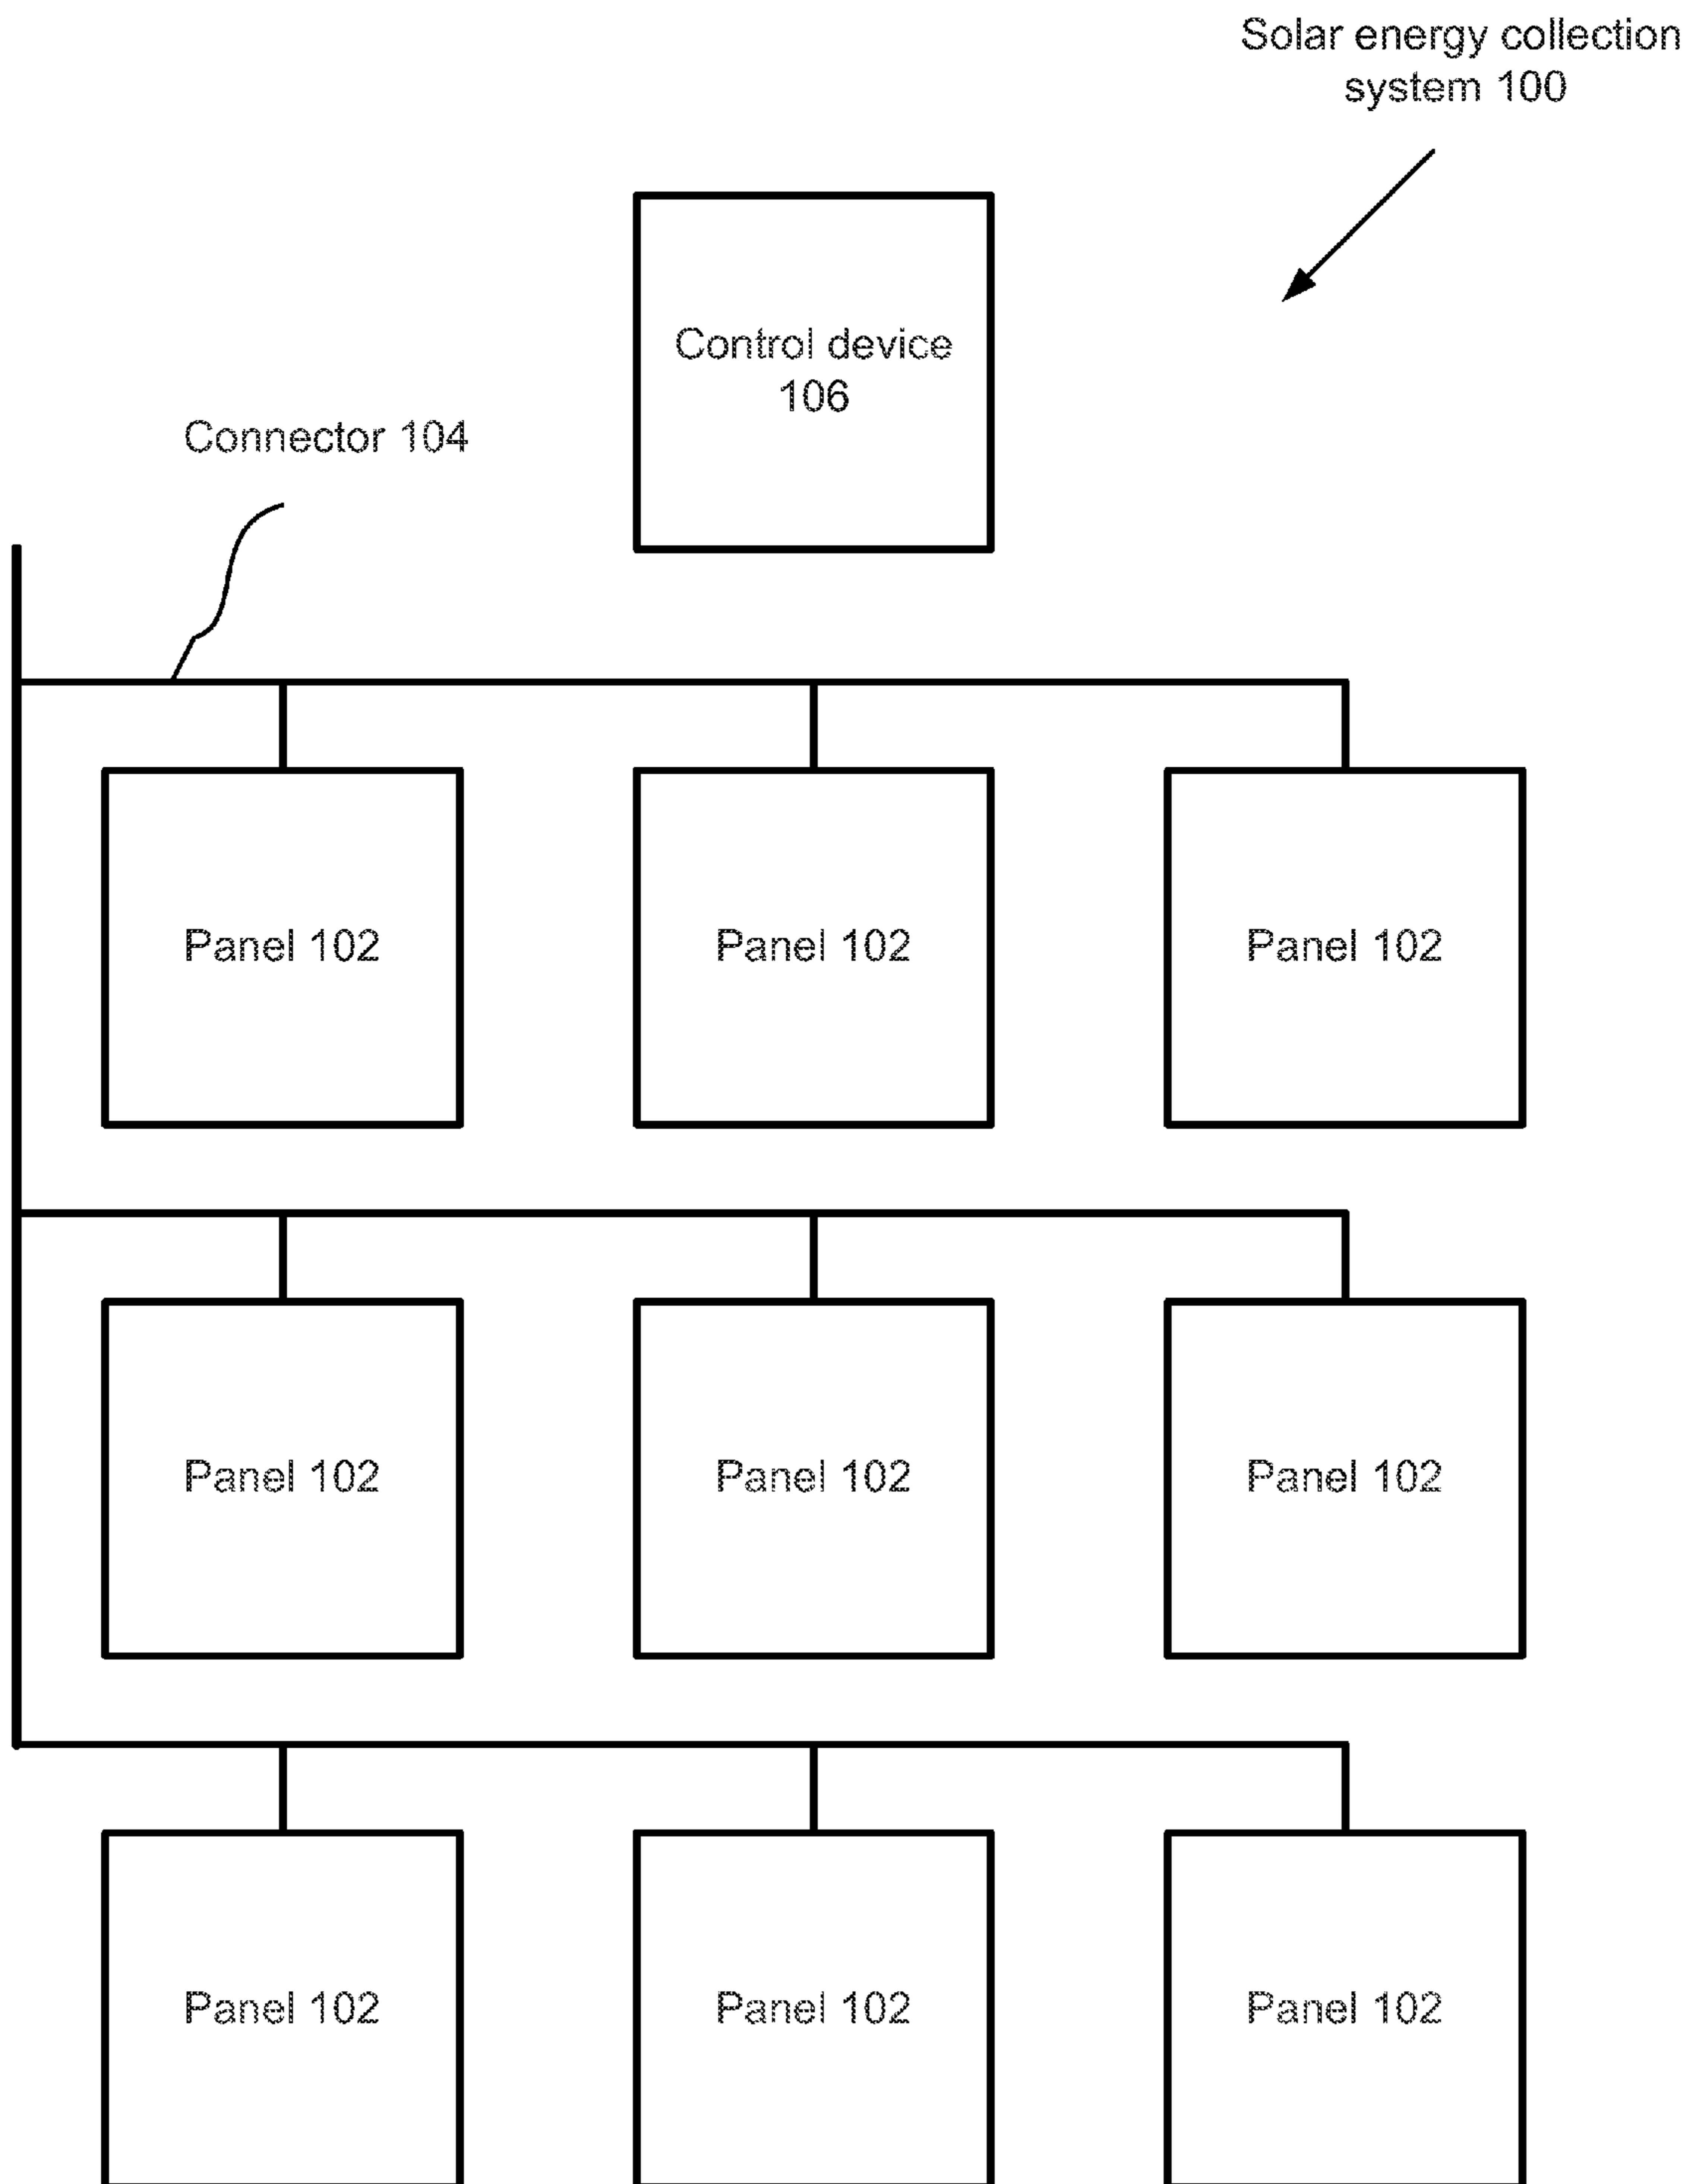 Solar energy collection
system 100
Control device
106
Connector 104
Panel 102
Panel 102
Panel 102
Panel 102
Panel 102
Panel 102
Panel 102
Panel 102
Panel 102